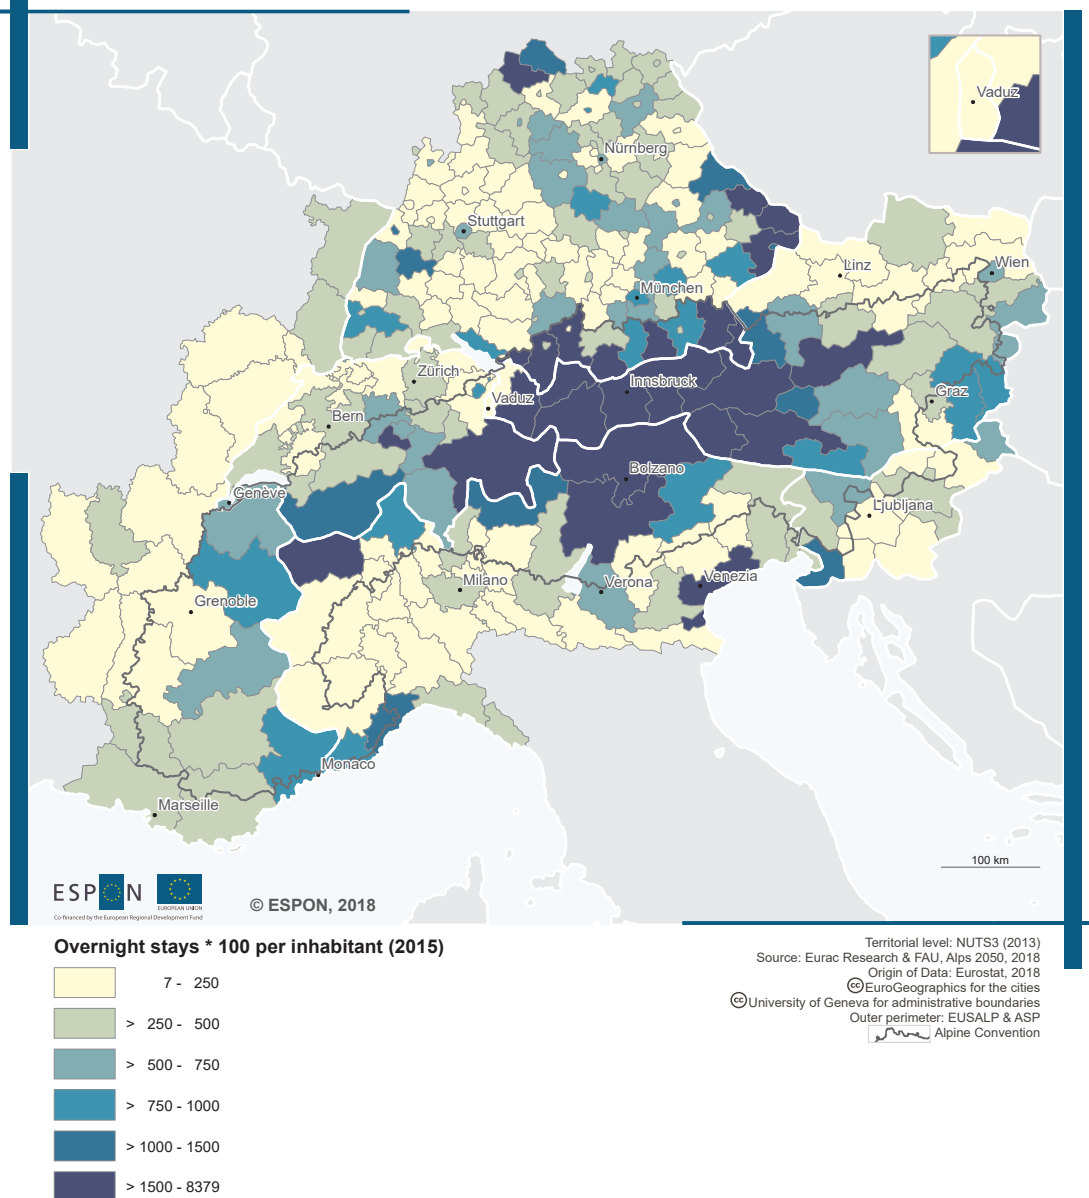 Vaduz
Nürnberg
Stuttgart
Linz
Wien
München
Zürich
Innsbruck
Vaduz
Graz
Bern
Bolzano
Genève
Ljubljana
Milano
Verona
Venezia
Grenoble
Monaco
Marseille
100 km
ESPON
EUROPEAN UNION
Co-financed by the European Regional Development Fund
© ESPON, 2018
Overnight stays * 100 per inhabitant (2015)
7 - 250
> 250 - 500
> 500 - 750
> 750 - 1000
> 1000 - 1500
> 1500 - 8379
Territorial level: NUTS3 (2013)
Source: Eurac Research & FAU, Alps 2050, 2018
Origin of Data: Eurostat, 2018
cc EuroGeographics for the cities
cc University of Geneva for administrative boundaries
Outer perimeter: EUSALP & ASP
Alpine Convention